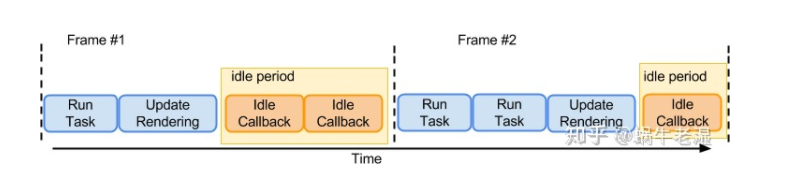 Frame #1
Frame #2
idle period
idle period
Run
Task
Update
Rendering
Idle
Callback
Idle
Callback
Run
Task
Run
Task
Update
Rendering
Idle
Callback
知乎 @蜗牛老湿
Time